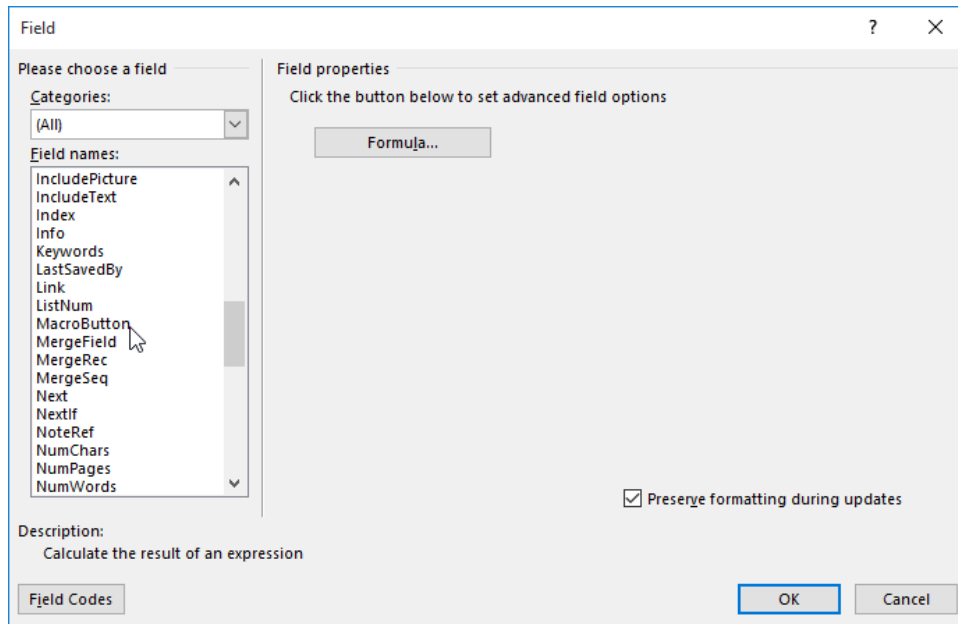 Field
?
Please choose a field
Categories:
(All)
Field names:
IncludePicture
IncludeText
Index
Info
Keywords
LastSavedBy
Link
ListNum
MacroButton
MergeField
MergeRec
MergeSeq
Next
NextIf
NoteRef
NumChars
NumPages
NumWords
Field properties
Click the button below to set advanced field options
Formula...
Preserve formatting during updates
Description:
Calculate the result of an expression
Field Codes
OK
Cancel